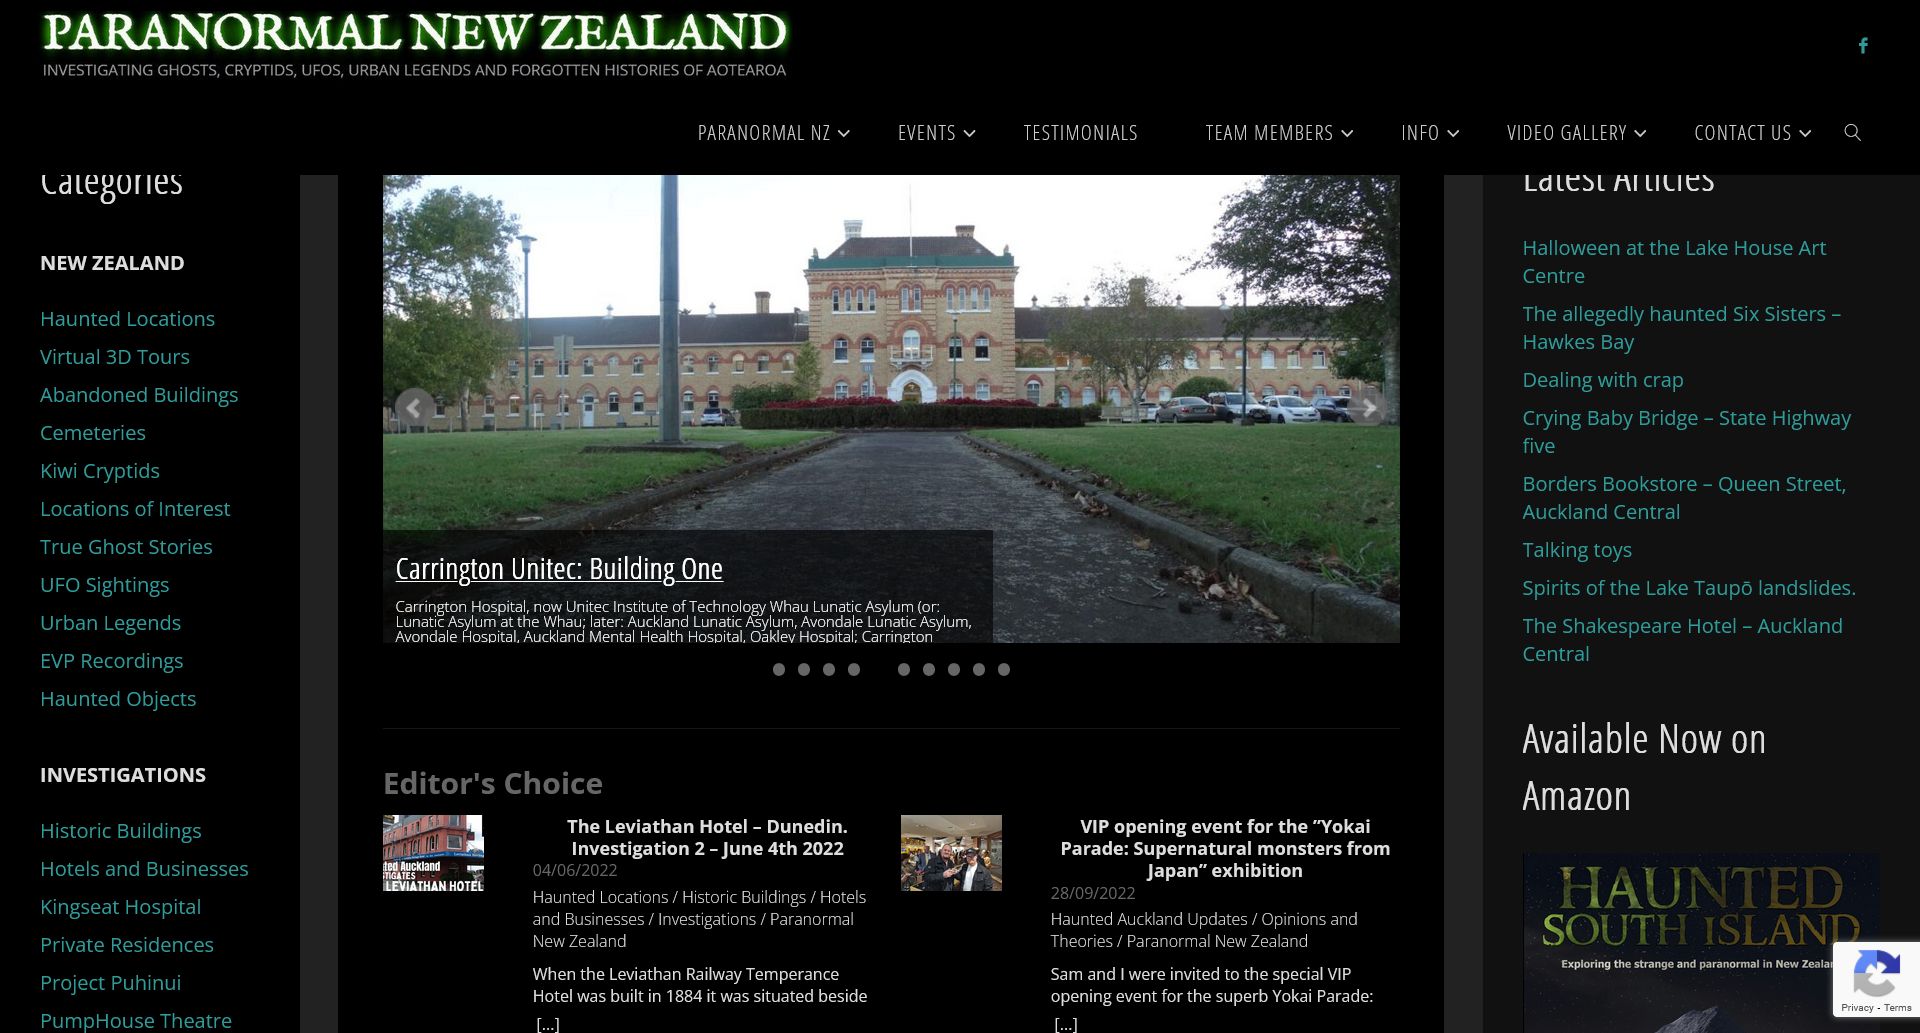 PARANORMAL NEW ZEALAND
INVESTIGATING GHOSTS, CRYPTIDS, UFOS, URBAN LEGENDS AND FORGOTTEN HISTORIES OF AOTEAROA
PARANORMAL NZ
EVENTS
TESTIMONIALS
TEAM MEMBERS
INFO
VIDEO GALLERY
CONTACT US
Categories
NEW ZEALAND
Haunted Locations
Virtual 3D Tours
Abandoned Buildings
Cemeteries
Kiwi Cryptids
Locations of Interest
True Ghost Stories
UFO Sightings
Urban Legends
EVP Recordings
Haunted Objects
INVESTIGATIONS
Historic Buildings
Hotels and Businesses
Kingseat Hospital
Private Residences
Project Puhinui
PumpHouse Theatre
Carrington Unitec: Building One
Carrington Hospital, now Unitec Institute of Technology Whau Lunatic Asylum (or:
Lunatic Asylum at the Whau; later: Auckland Lunatic Asylum, Avondale Lunatic Asylum,
Avondale Hospital, Auckland Mental Health Hospital, Oakley Hospital; Carrington
Editor's Choice
ted Auckland
LEVIATHAN HOTEL
The Leviathan Hotel – Dunedin.
Investigation 2 – June 4th 2022
04/06/2022
Haunted Locations / Historic Buildings / Hotels
and Businesses / Investigations / Paranormal
New Zealand
When the Leviathan Railway Temperance
Hotel was built in 1884 it was situated beside
[...]
VIP opening event for the ”Yokai
Parade: Supernatural monsters from
Japan” exhibition
28/09/2022
Haunted Auckland Updates / Opinions and
Theories / Paranormal New Zealand
Sam and I were invited to the special VIP
opening event for the superb Yokai Parade:
[...]
Latest Articles
Halloween at the Lake House Art
Centre
The allegedly haunted Six Sisters –
Hawkes Bay
Dealing with crap
Crying Baby Bridge – State Highway
five
Borders Bookstore – Queen Street,
Auckland Central
Talking toys
Spirits of the Lake Taupō landslides.
The Shakespeare Hotel – Auckland
Central
Available Now on
Amazon
HAUNTED
SOUTH ISLAND
Exploring the strange and paranormal in New Zeala
Privacy - Terms